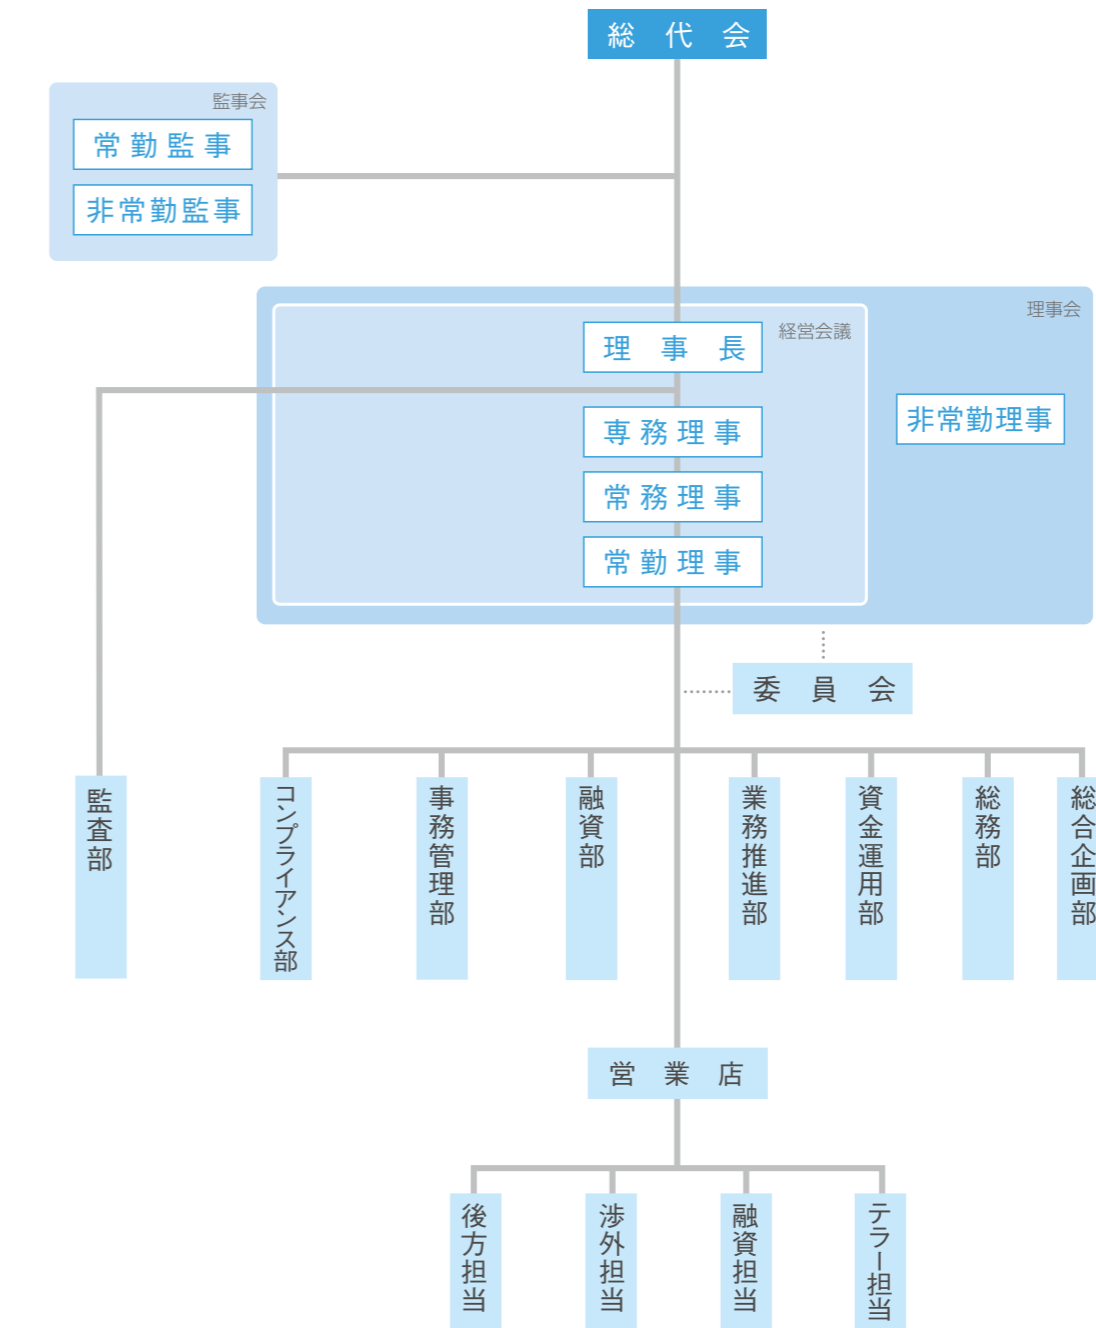 総代会
監事会
常勤監事
非常勤監事
理事会
経営会議
理事長
非常勤理事
専務理事
常務理事
常勤理事
委員会
監査部
コンプライアンス部
事務管理部
融資部
業務推進部
資金運用部
総務部
総合企画部
営業店
後方担当
渉外担当
融資担当
テラー担当